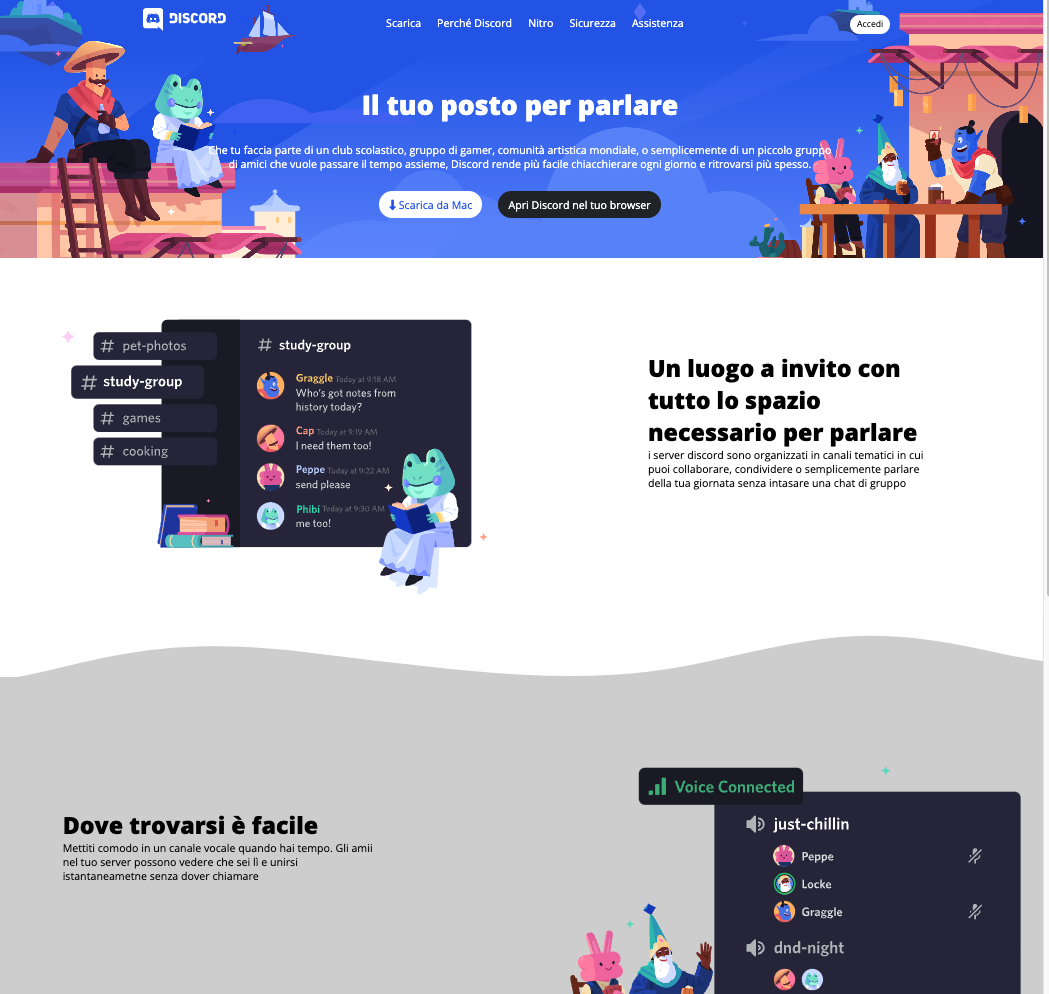 DISCORD
Scarica Perché Discord Nitro Sicurezza Assistenza
Accedi
Il tuo posto per parlare
Che tu faccia parte di un club scolastico, gruppo di gamer, comunità artistica mondiale, o semplicemente di un piccolo gruppo
di amici che vuole passare il tempo assieme, Discord rende più facile chiacchierare ogni giorno e ritrovarsi più spesso.
Scarica da Mac
Apri Discord nel tuo browser
# pet-photos
# study-group
# games
# cooking
# study-group
Graggle Today at 9:18 AM
Who's got notes from
history today?
Cap Today at 9:19 AM
I need them too!
Peppe Today at 9:22 AM
send please
Phibi Today at 9:30 AM
me too!
Un luogo a invito con
tutto lo spazio
necessario per parlare
i server discord sono organizzati in canali tematici in cui
puoi collaborare, condividere o semplicemente parlare
della tua giornata senza intasare una chat di gruppo
Dove trovarsi è facile
Mettiti comodo in un canale vocale quando hai tempo. Gli amii
nel tuo server possono vedere che sei lì e unirsi
istantaneametne senza dover chiamare
Voice Connected
just-chillin
Peppe
Locke
Graggle
dnd-night